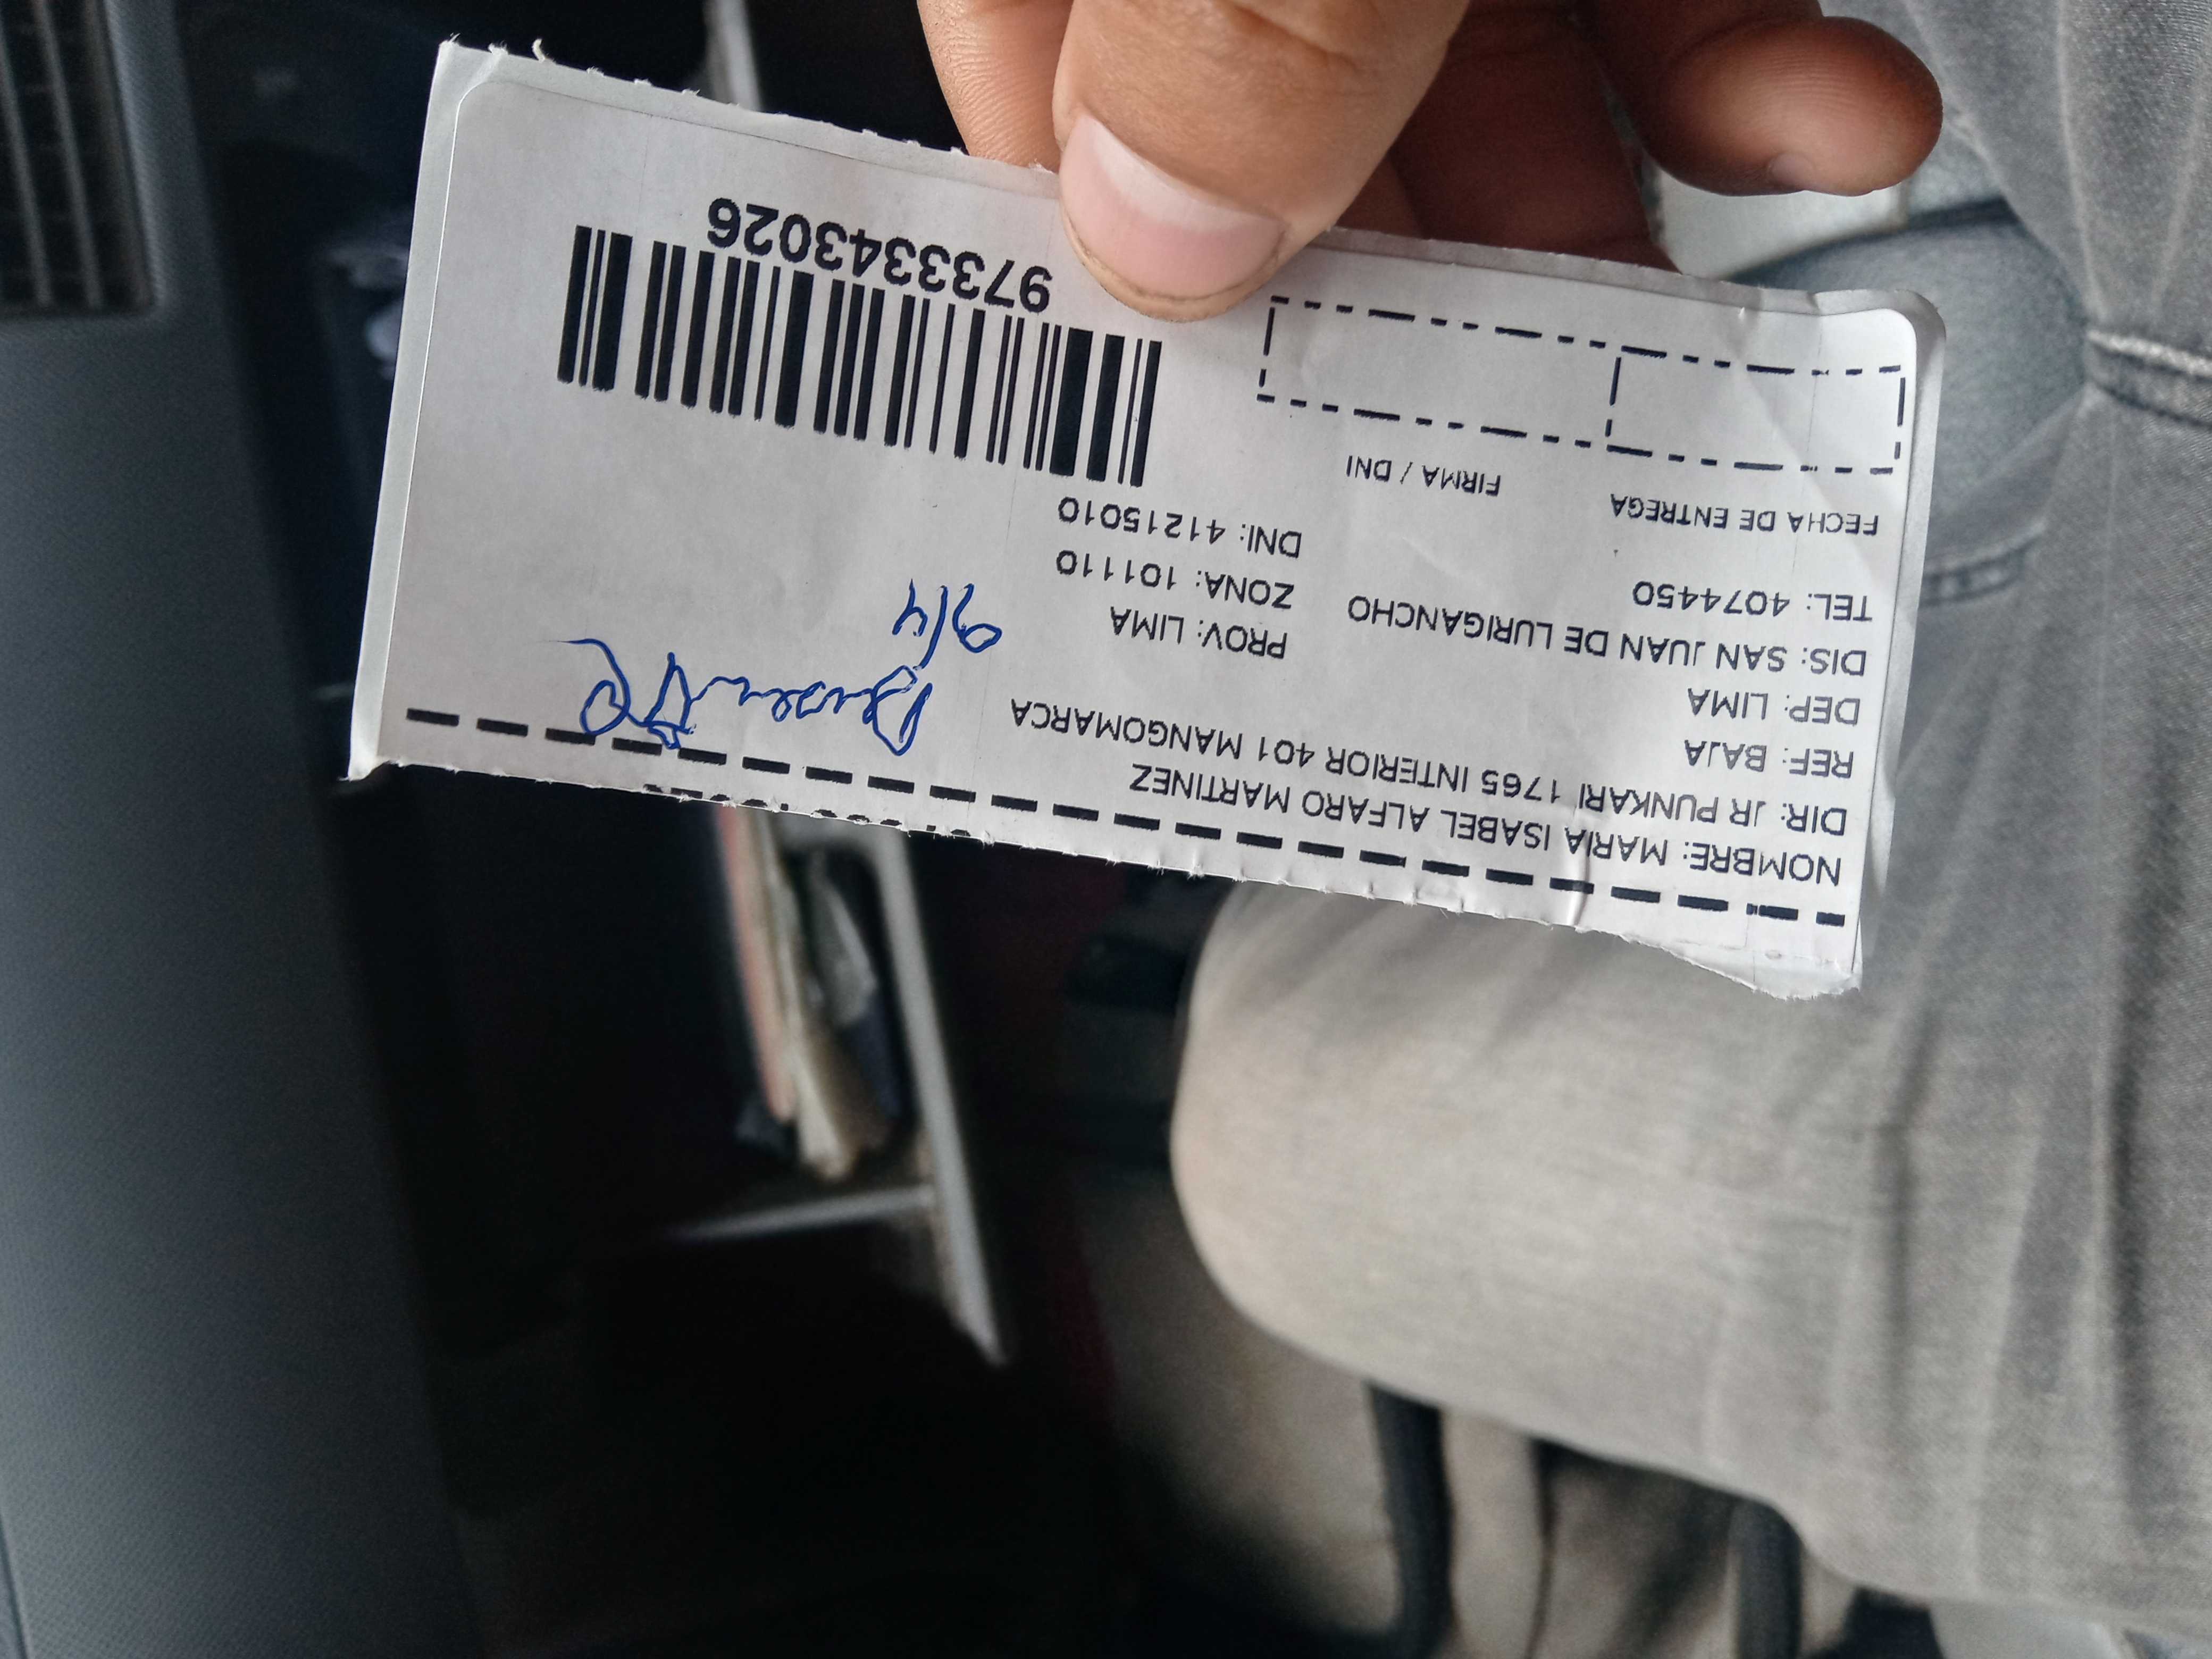 NOMBRE: MARIA ISABEL ALFARO MARTINEZ
DIR: JR PUNKARI 1765 INTERIOR 401 MANGOMARCA
REF: BAJA
DEP: LIMA PROV: LIMA
DIS: SAN JUAN DE LURIGANCHO ZONA: 101110
TEL: 4074450 DNI: 41215010
9/4
FECHA DE ENTREGA FIRMA / DNI
9733343026